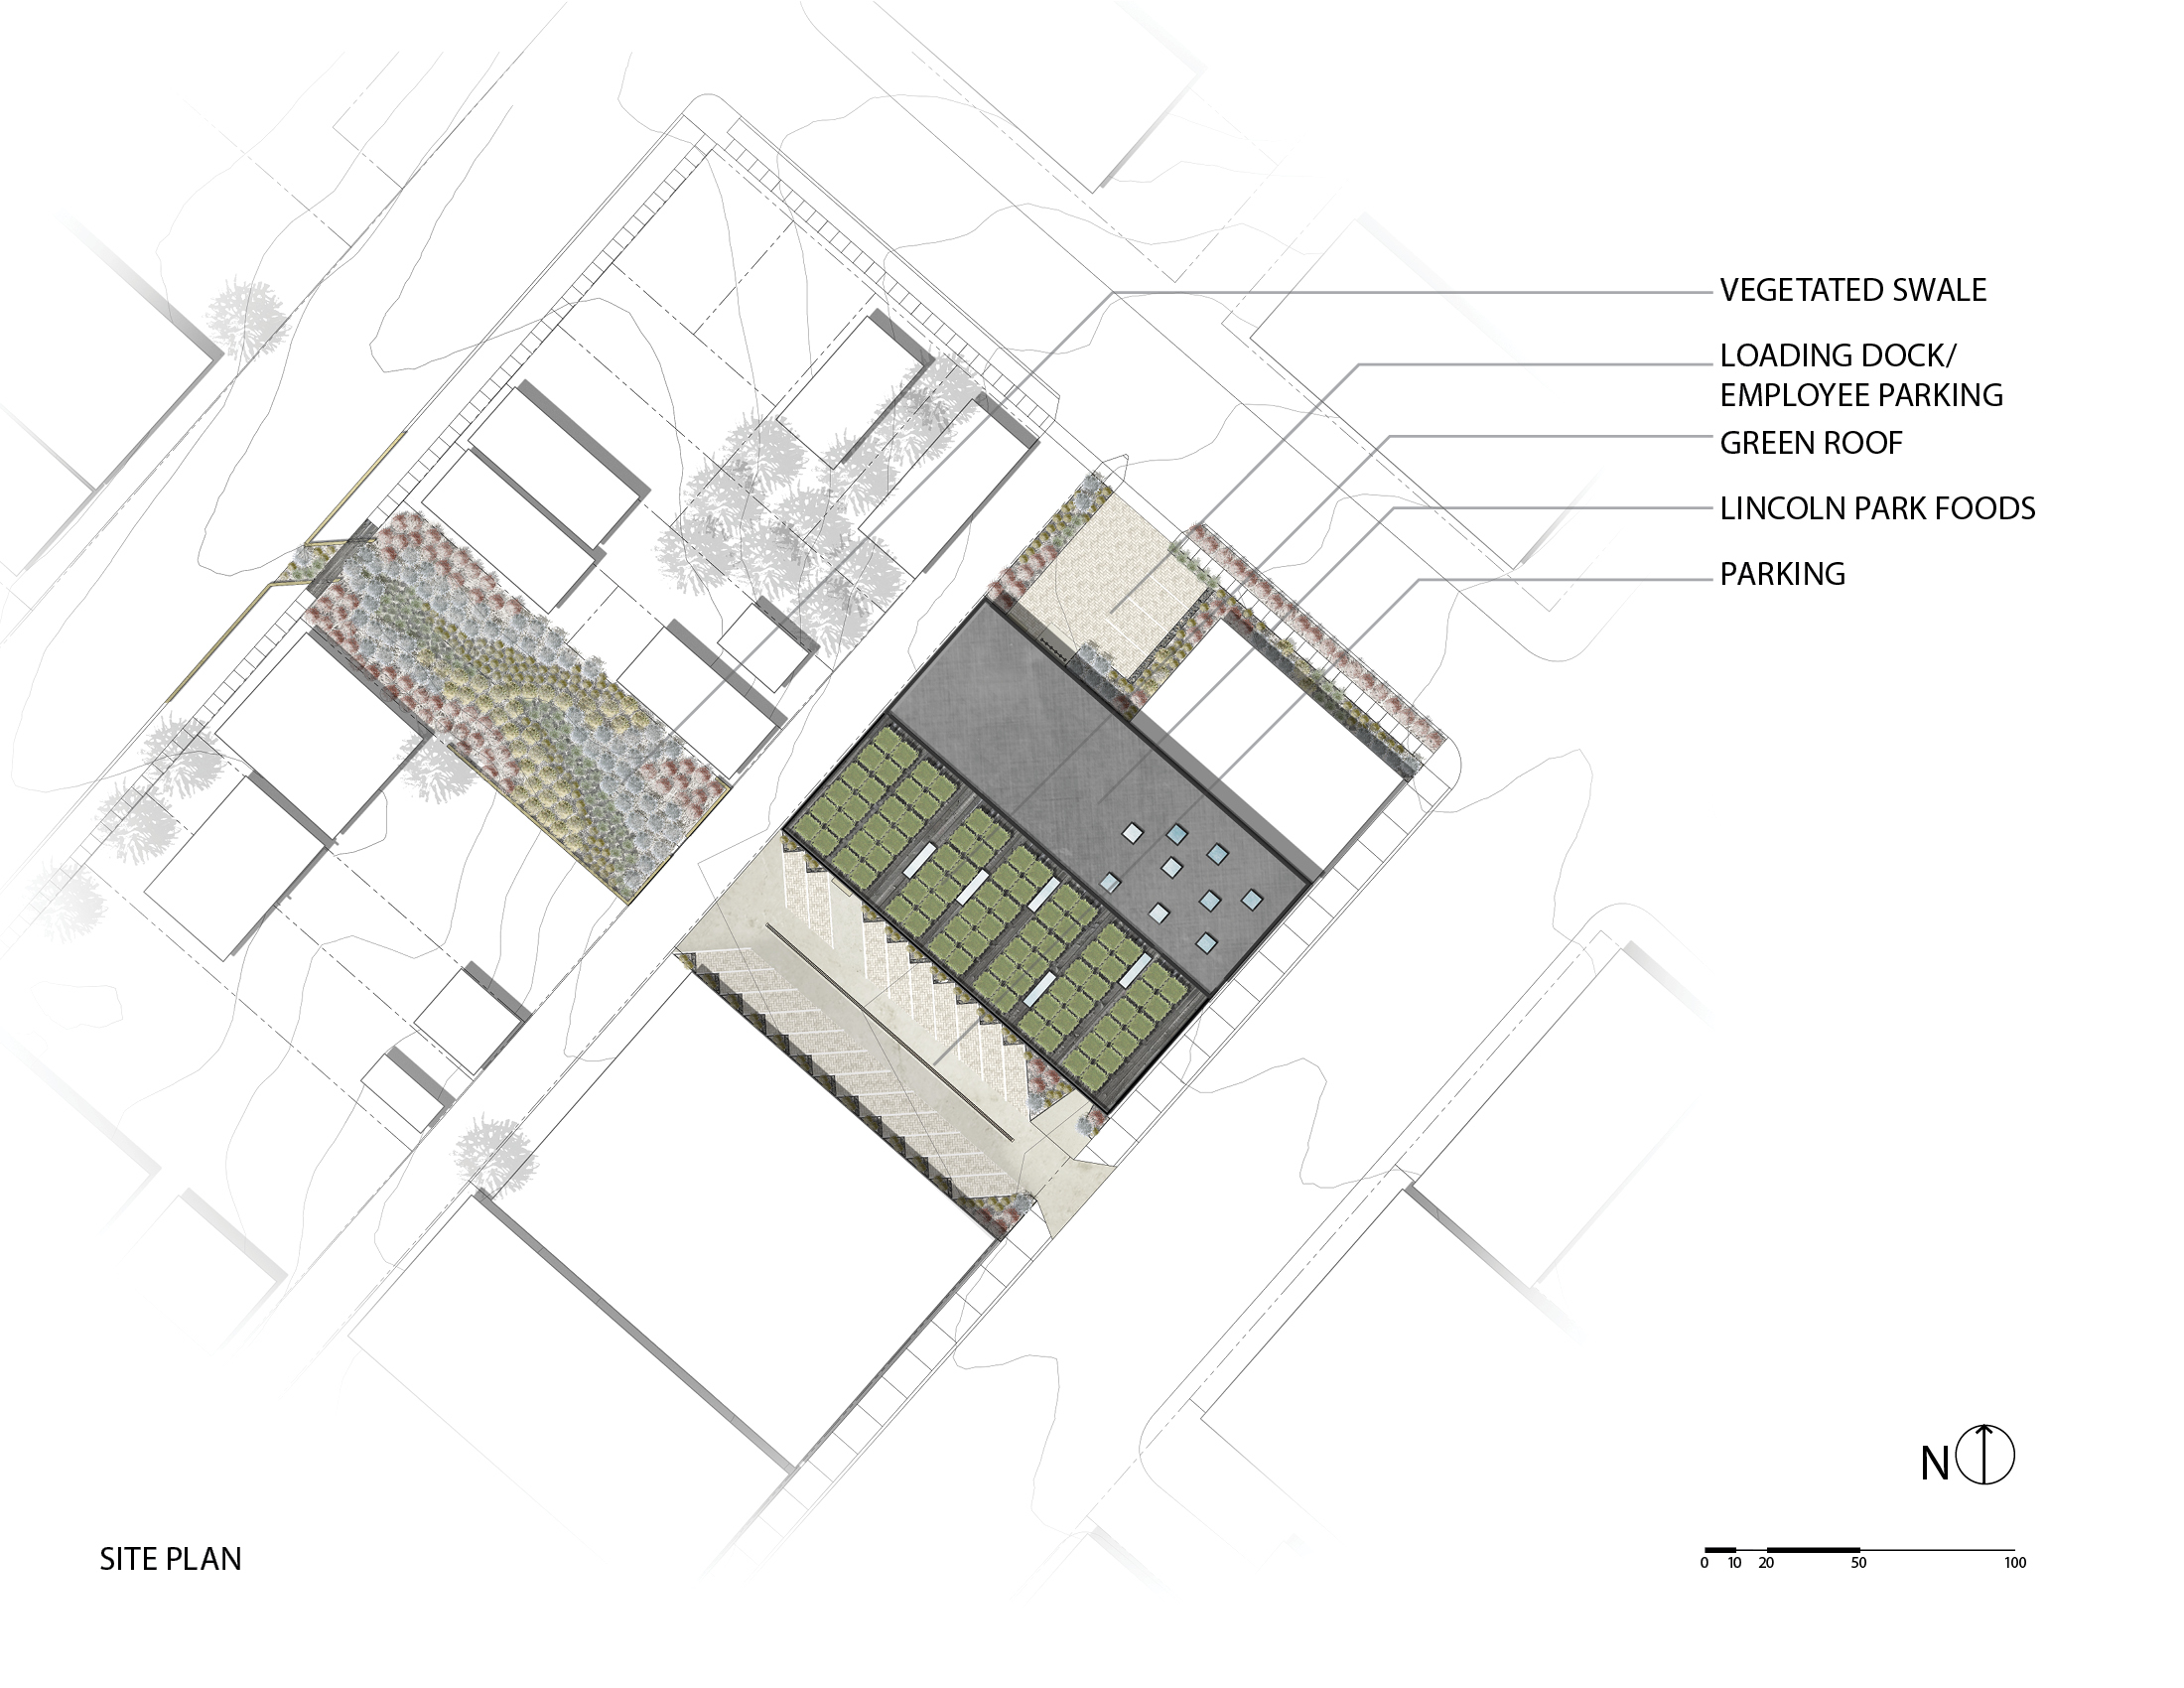 VEGETATED SWALE
LOADING DOCK/
EMPLOYEE PARKING
GREEN ROOF
LINCOLN PARK FOODS
PARKING
N
SITE PLAN
0 10 20 50 100